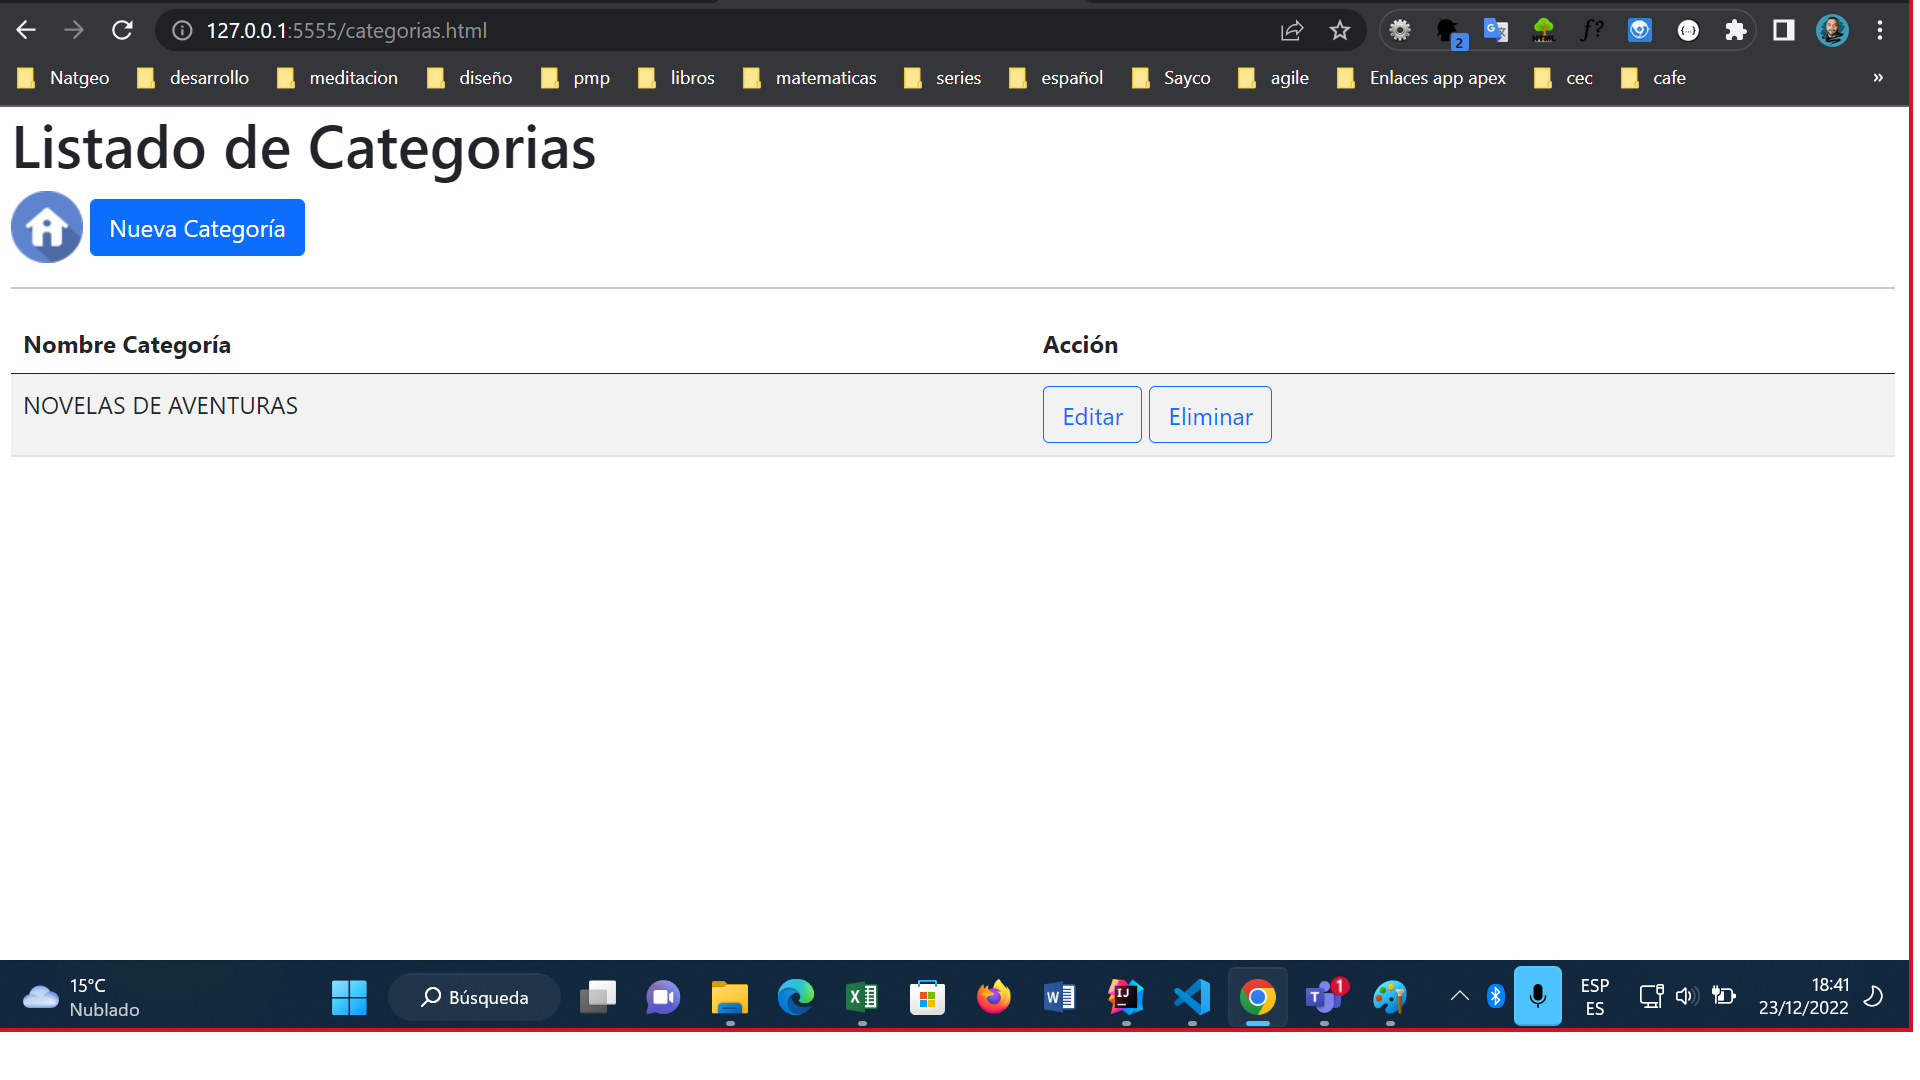 127.0.0.1:5555/categorias.html
2
Natgeo desarrollo meditacion diseño pmp libros matematicas series español Sayco agile Enlaces app apex cec cafe »
Listado de Categorias
Nueva Categoría
Nombre Categoría Acción
NOVELAS DE AVENTURAS Editar Eliminar
15°C
Nublado
Búsqueda
1
ESP
ES
18:41
23/12/2022